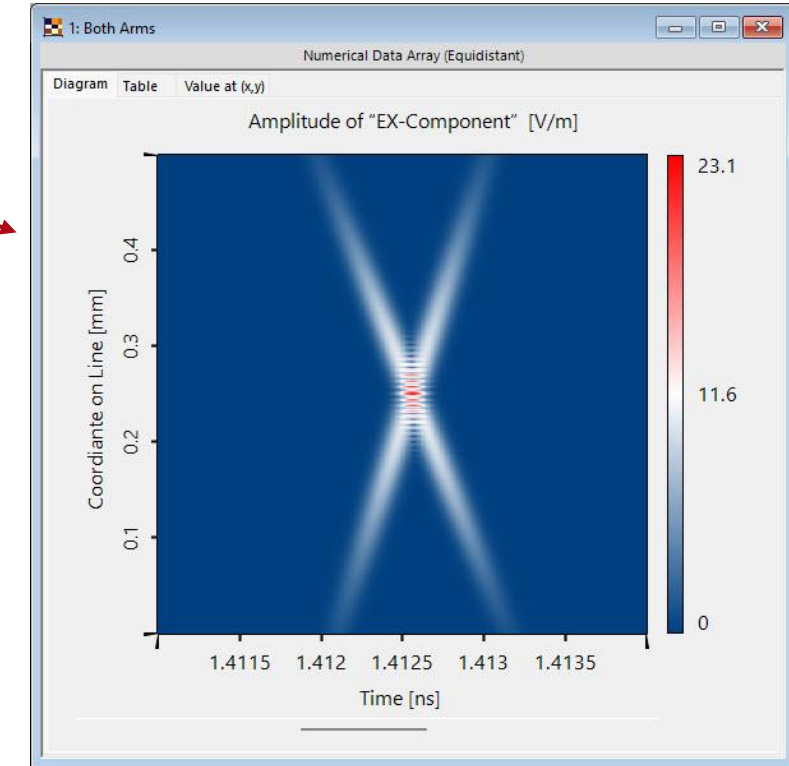 1: Both Arms
Numerical Data Array (Equidistant)
Diagram Table Value at (x,y)
Amplitude of "EX-Component" [V/m]
23.1
11.6
0
Coordiante on Line [mm]
0.4
0.3
0.2
0.1
1.4115 1.412 1.4125 1.413 1.4135
Time [ns]